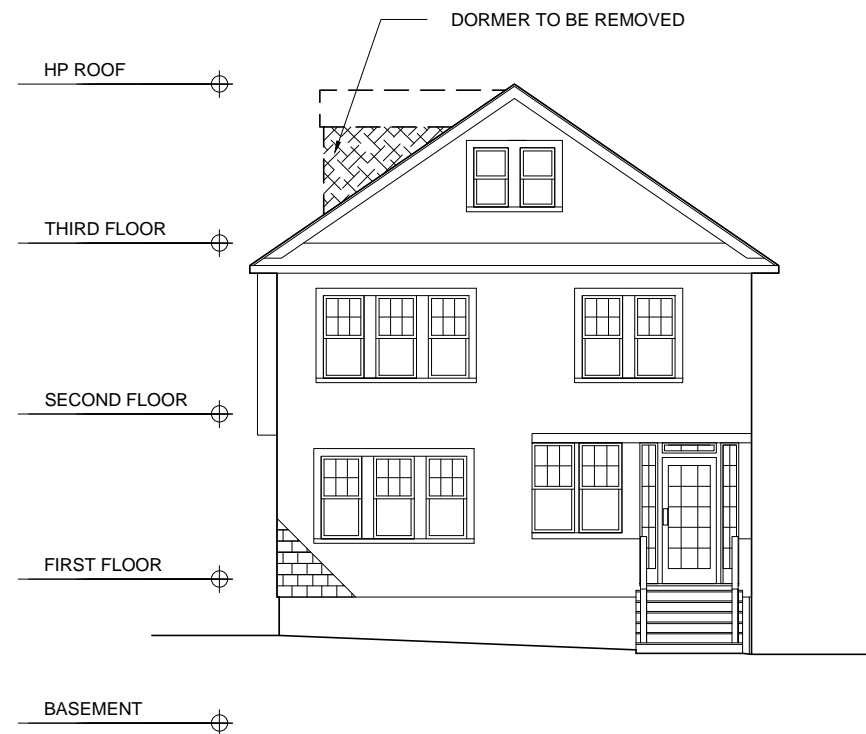 DORMER TO BE REMOVED
HP ROOF
THIRD FLOOR
SECOND FLOOR
FIRST FLOOR
BASEMENT